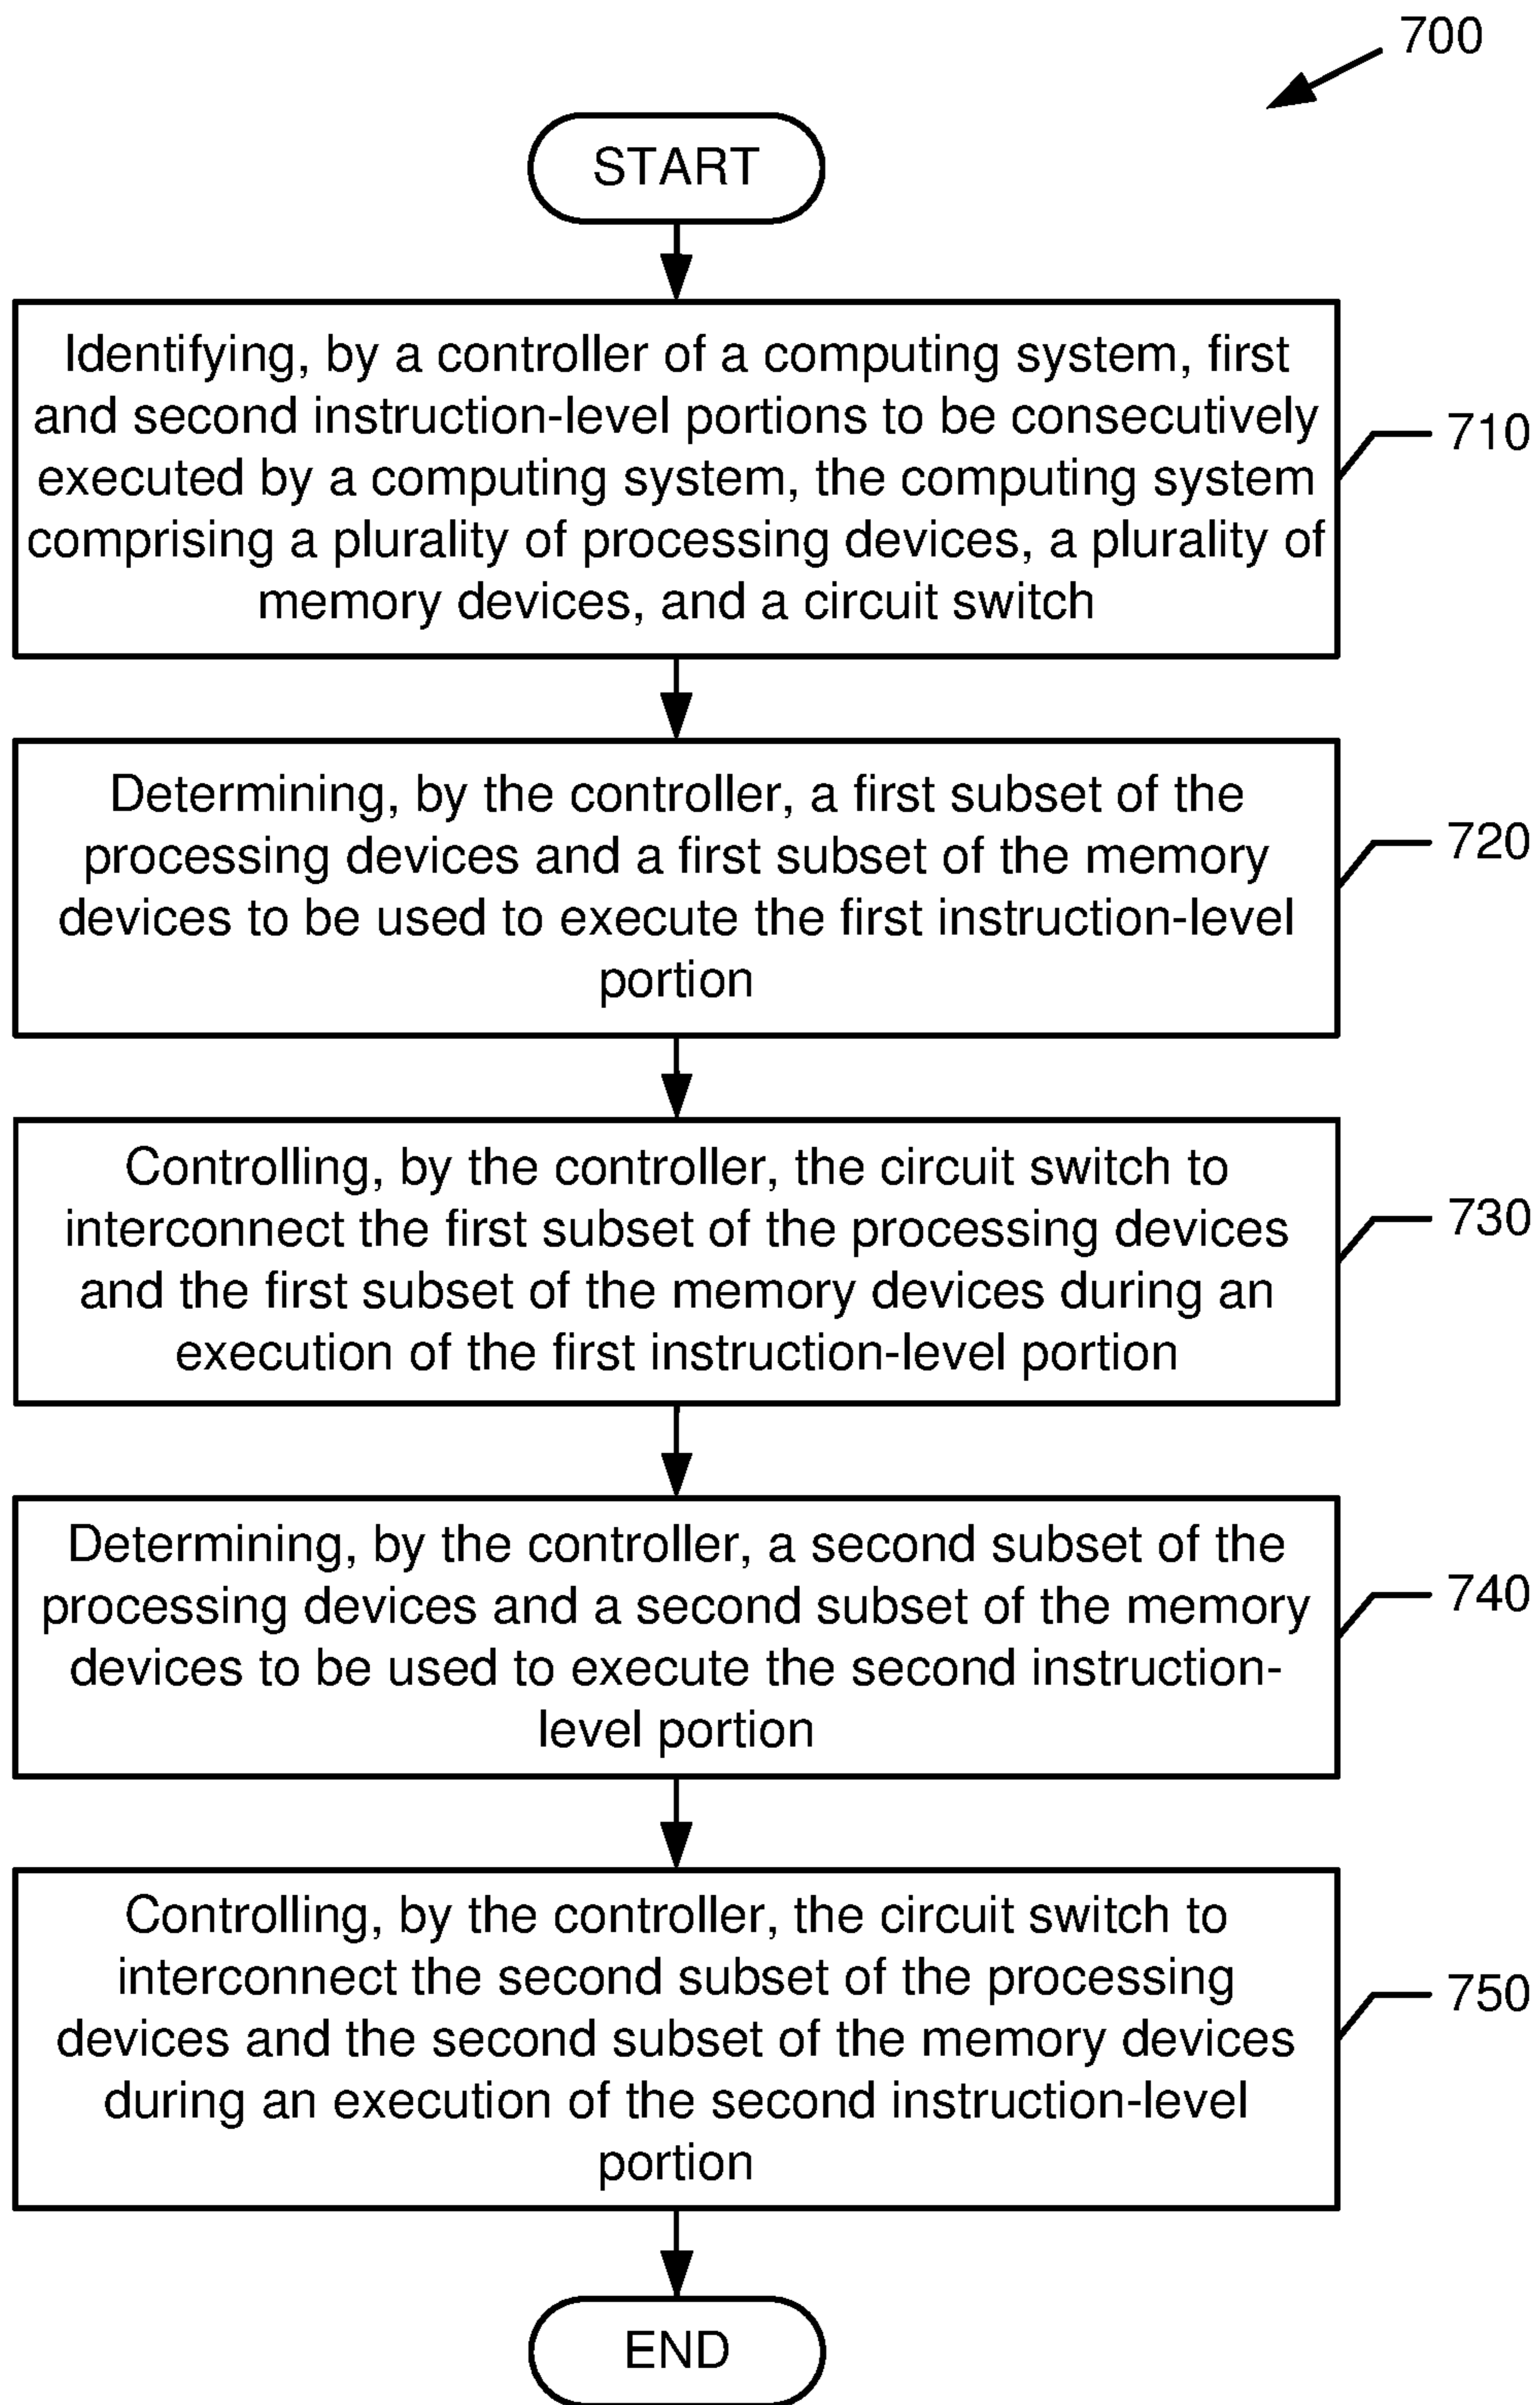 700
START
Identifying, by a controller of a computing system, first
and second instruction-level portions to be consecutively
executed by a computing system, the computing system
comprising a plurality of processing devices, a plurality of
memory devices, and a circuit switch
710
Determining, by the controller, a first subset of the
processing devices and a first subset of the memory
devices to be used to execute the first instruction-level
portion
720
Controlling, by the controller, the circuit switch to
interconnect the first subset of the processing devices
and the first subset of the memory devices during an
execution of the first instruction-level portion
730
Determining, by the controller, a second subset of the
processing devices and a second subset of the memory
devices to be used to execute the second instruction-
level portion
740
Controlling, by the controller, the circuit switch to
interconnect the second subset of the processing
devices and the second subset of the memory devices
during an execution of the second instruction-level
portion
750
END